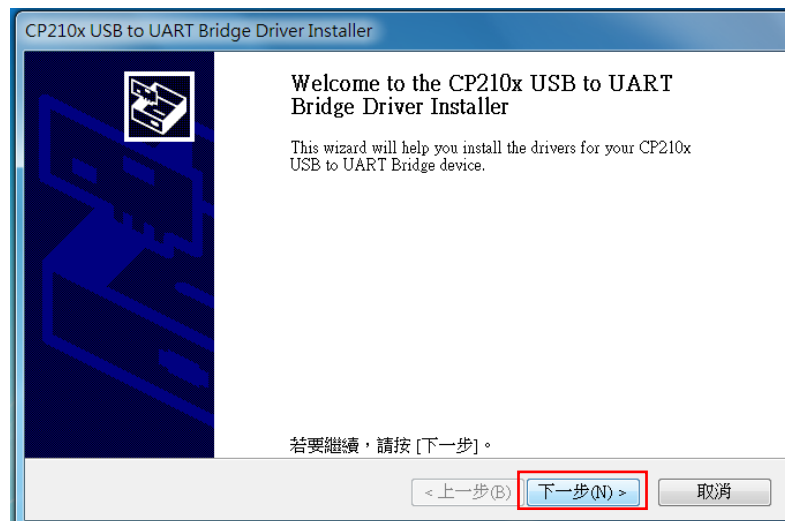 CP210x USB to UART Bridge Driver Installer
Welcome to the CP210x USB to UART
Bridge Driver Installer
This wizard will help you install the drivers for your CP210x
USB to UART Bridge device.
若要繼續，請按 [下一步]。
< 上一步(B) 下一步(N) > 取消